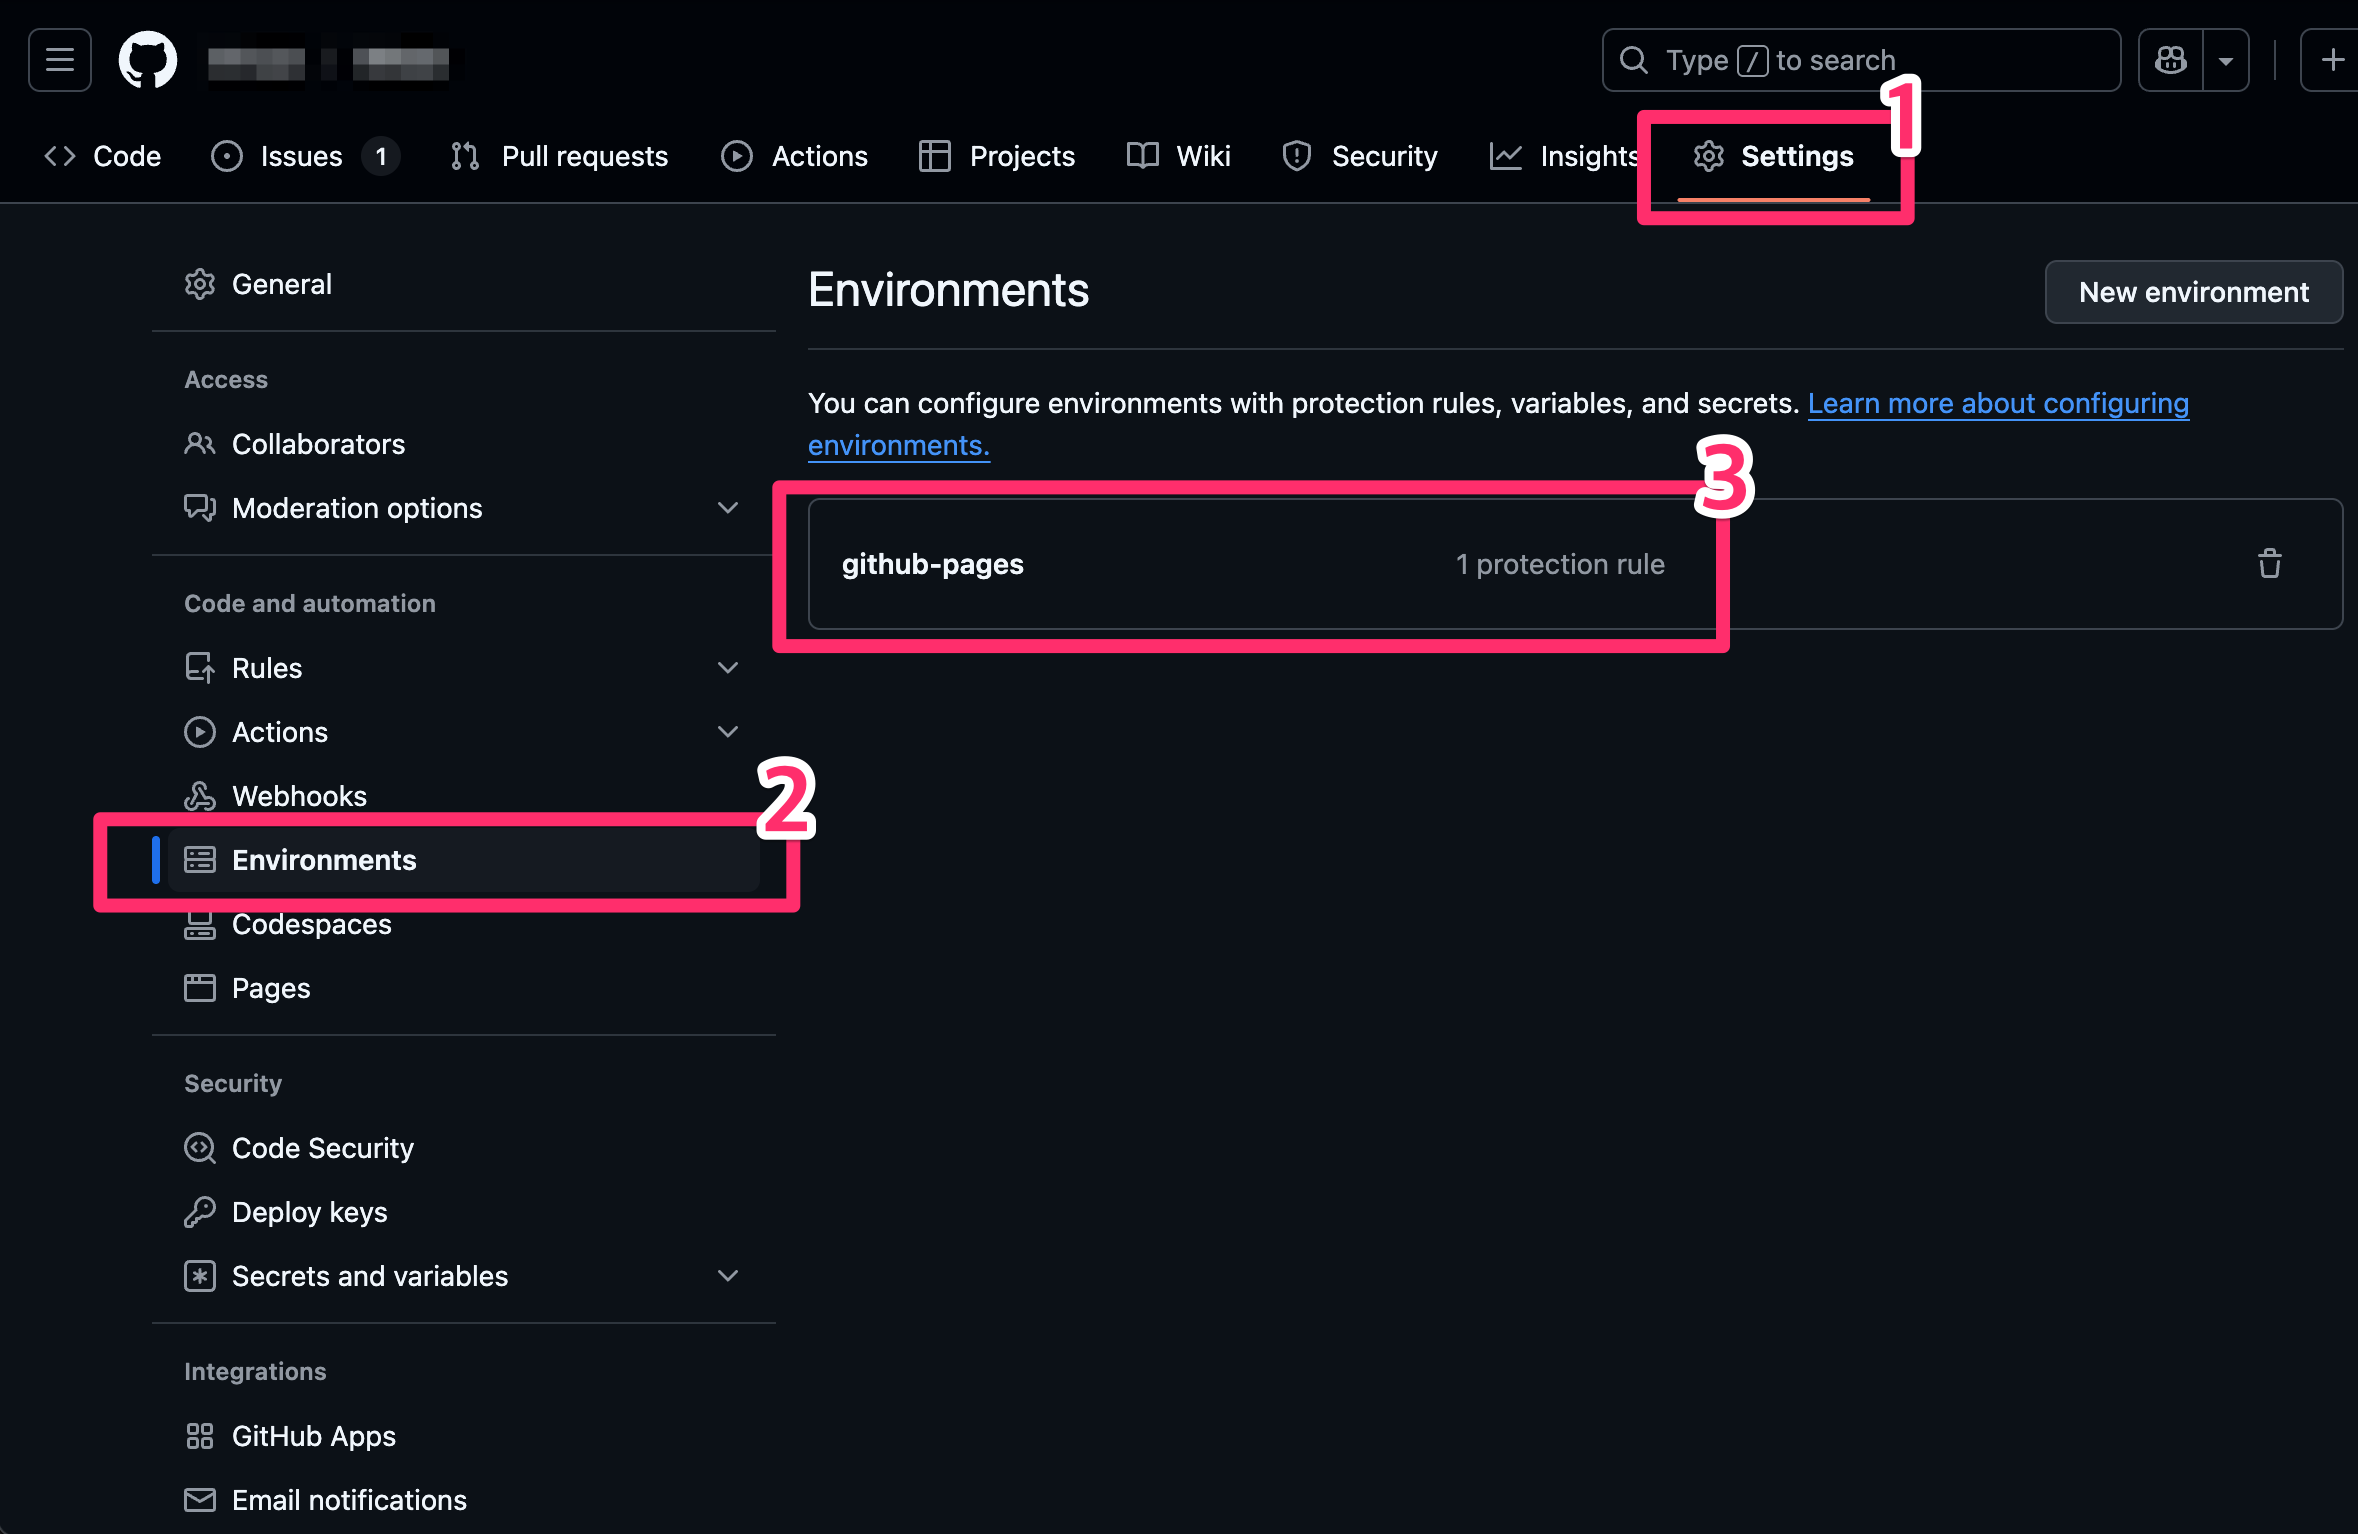 Type / to search
Code
Issues 1
Pull requests
Actions
Projects
Wiki
Security
Insights
Settings
1
General
Access
Collaborators
Moderation options
Code and automation
Rules
Actions
Webhooks
Environments
2
Codespaces
Pages
Security
Code Security
Deploy keys
Secrets and variables
Integrations
GitHub Apps
Email notifications
Environments
New environment
You can configure environments with protection rules, variables, and secrets. Learn more about configuring
environments.
3
github-pages
1 protection rule